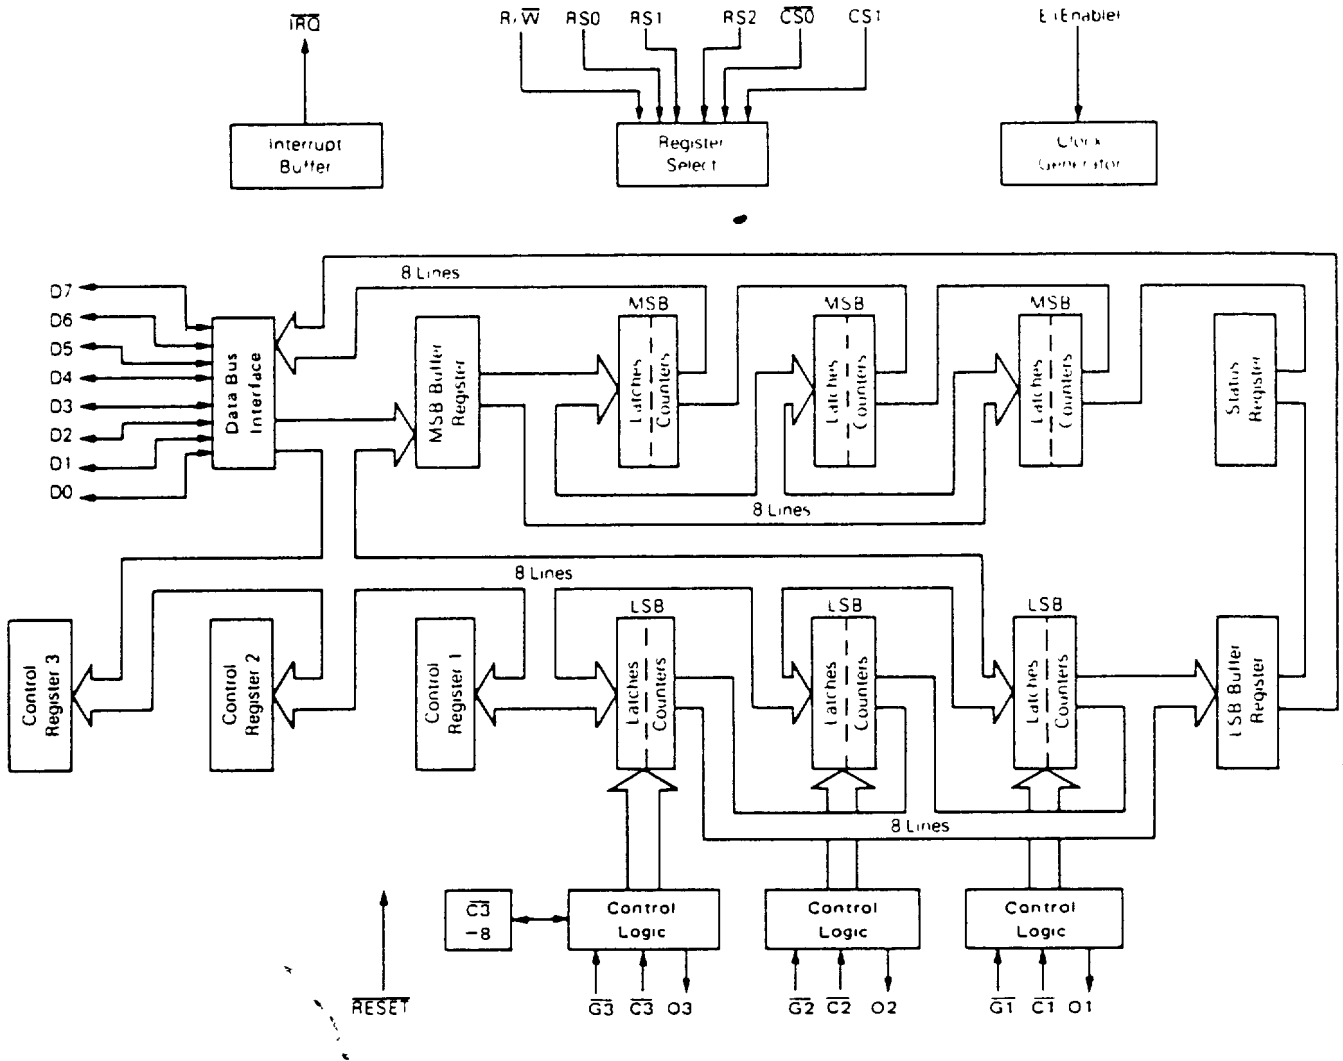 IRQ
R/W RS0 RS1 RS2 CS0 CS1
E (Enable)
Interrupt
Buffer
Register
Select
Clock
Generator
8 Lines
D7
D6
D5
D4
D3
D2
D1
D0
Data Bus
Interface
MSB Buffer
Register
MSB
Latches
Counters
MSB
Latches
Counters
MSB
Latches
Counters
Status
Register
8 Lines
8 Lines
Control
Register 3
Control
Register 2
Control
Register 1
LSB
Latches
Counters
LSB
Latches
Counters
LSB
Latches
Counters
LSB Buffer
Register
8 Lines
C3
÷8
Control
Logic
Control
Logic
Control
Logic
RESET
G3 C3 O3
G2 C2 O2
G1 C1 O1